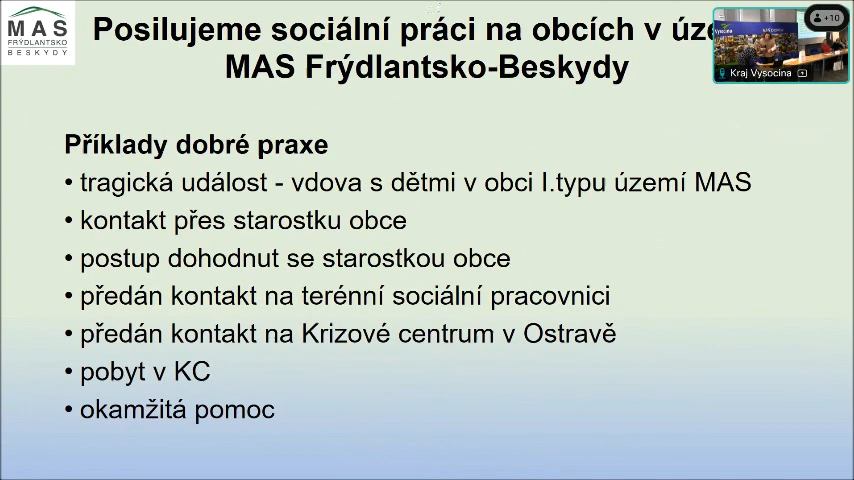 MAS
FRÝDLANTSKO
BESKYDY
Posilujeme sociální práci na obcích v
MAS Frýdlantsko-Beskydy
+10
Kraj Vysocina
Příklady dobré praxe
• tragická událost - vdova s dětmi v obci I.typu území MAS
• kontakt přes starostku obce
• postup dohodnut se starostkou obce
• předán kontakt na terénní sociální pracovnici
• předán kontakt na Krizové centrum v Ostravě
• pobyt v KC
• okamžitá pomoc